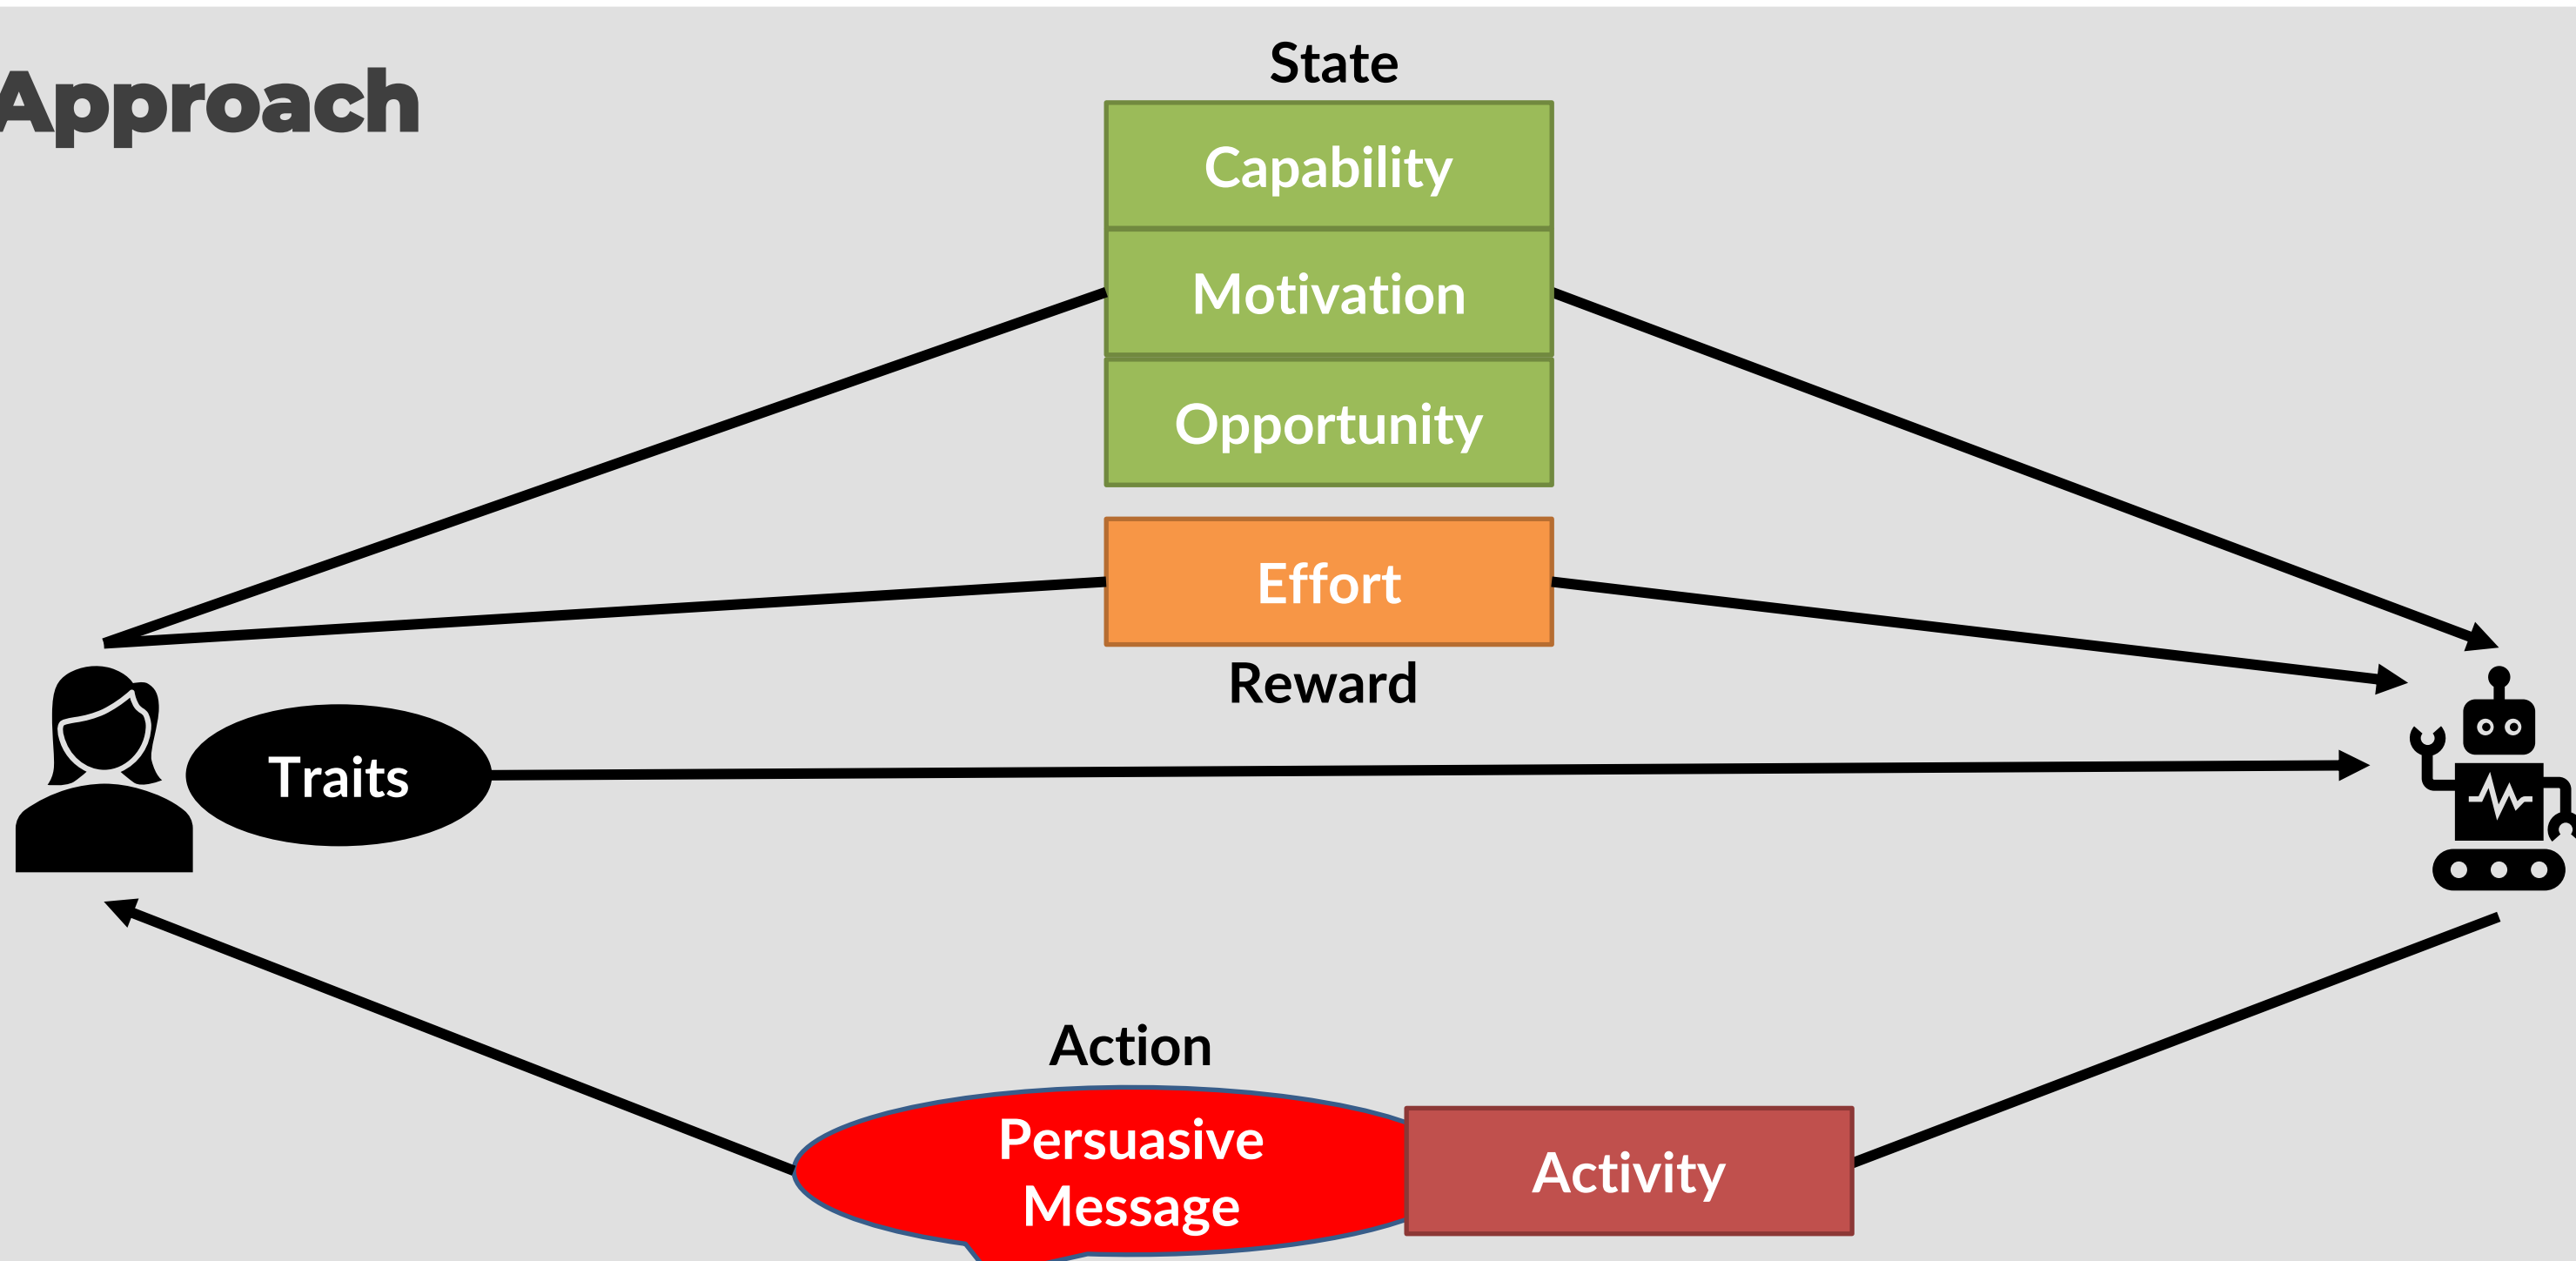 Approach
State
Capability
Motivation
Opportunity
Effort
Reward
Traits
Action
Persuasive
Message
Activity